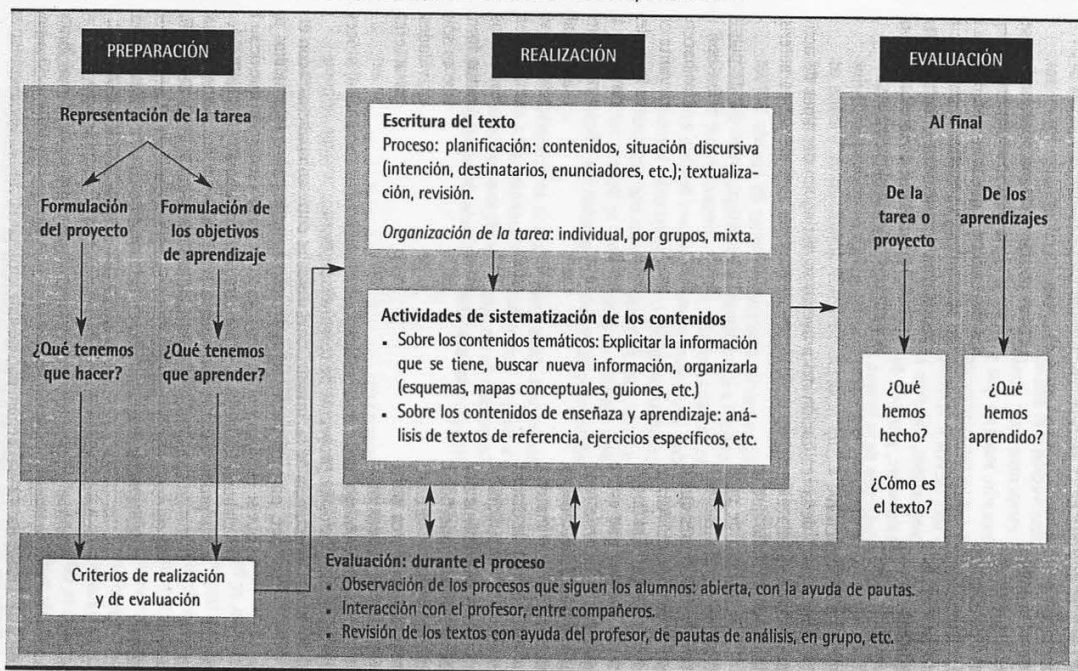 PREPARACIÓN
Representación de la tarea
Formulación
del proyecto
Formulación de
los objetivos
de aprendizaje
¿Qué tenemos
que hacer?
¿Qué tenemos
que aprender?
Criterios de realización
y de evaluación
REALIZACIÓN
Escritura del texto
Proceso: planificación: contenidos, situación discursiva
(intención, destinatarios, enunciadores, etc.); textualiza-
ción, revisión.
Organización de la tarea: individual, por grupos, mixta.
Actividades de sistematización de los contenidos
• Sobre los contenidos temáticos: Explicitar la información
que se tiene, buscar nueva información, organizarla
(esquemas, mapas conceptuales, guiones, etc.)
• Sobre los contenidos de enseñaza y aprendizaje: aná-
lisis de textos de referencia, ejercicios específicos, etc.
Evaluación: durante el proceso
• Observación de los procesos que siguen los alumnos: abierta, con la ayuda de pautas.
• Interacción con el profesor, entre compañeros.
• Revisión de los textos con ayuda del profesor, de pautas de análisis, en grupo, etc.
EVALUACIÓN
Al final
De la
tarea o
proyecto
De los
aprendizajes
¿Qué
hemos
hecho?
¿Cómo es
el texto?
¿Qué
hemos
aprendido?